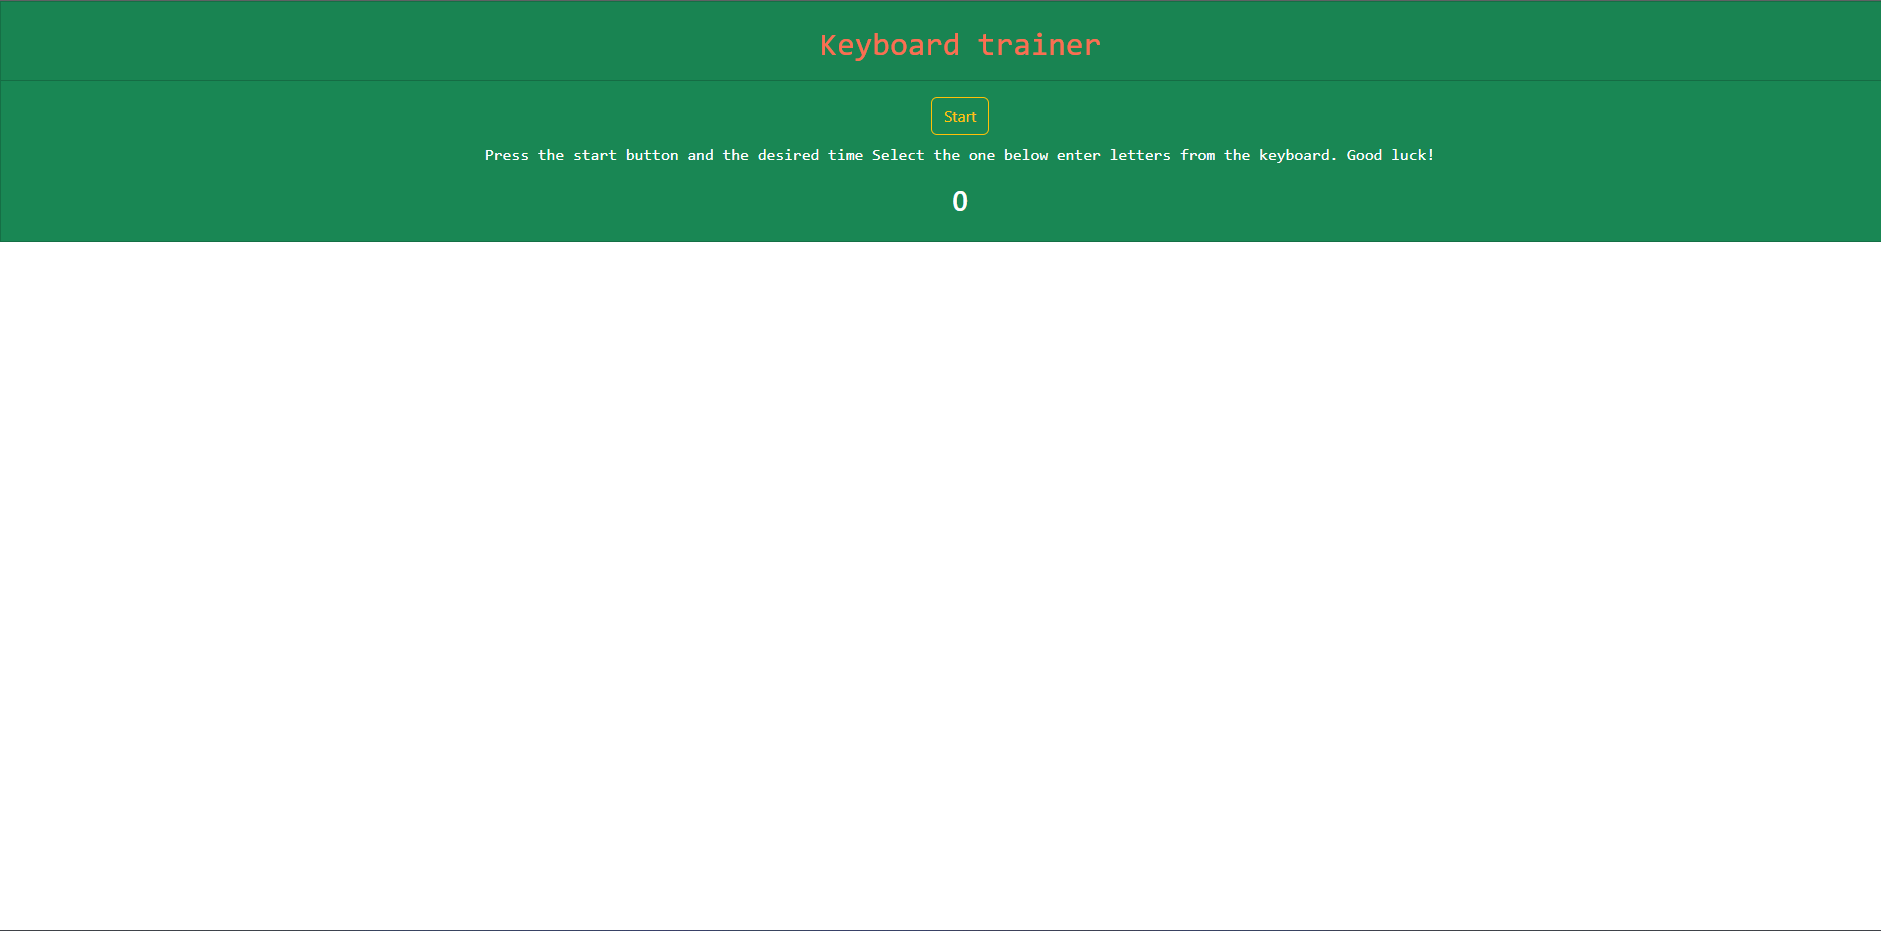 Keyboard trainer
Start
Press the start button and the desired time Select the one below enter letters from the keyboard. Good luck!
0